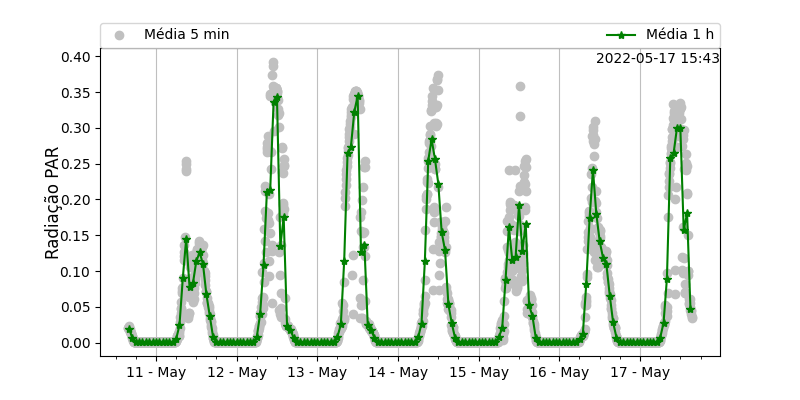 Média 5 min
Média 1 h
2022-05-17 15:43
0.40
0.35
0.30
0.25
0.20
0.15
0.10
0.05
0.00
Radiação PAR
11 - May
12 - May
13 - May
14 - May
15 - May
16 - May
17 - May